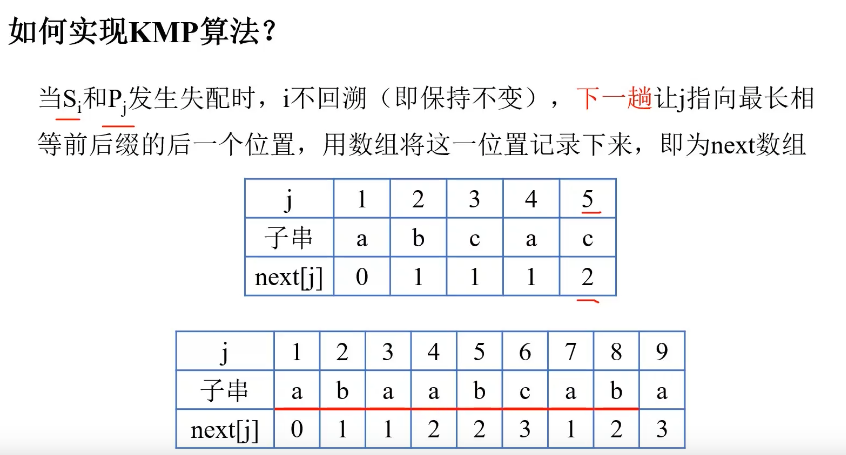 如何实现KMP算法？
当Si和Pj发生失配时，i不回溯（即保持不变），下一趟让j指向最长相
等前后缀的后一个位置，用数组将这一位置记录下来，即为next数组
j 1 2 3 4 5
子串 a b c a c
next[j] 0 1 1 1 2
j 1 2 3 4 5 6 7 8 9
子串 a b a a b c a b a
next[j] 0 1 1 2 2 3 1 2 3